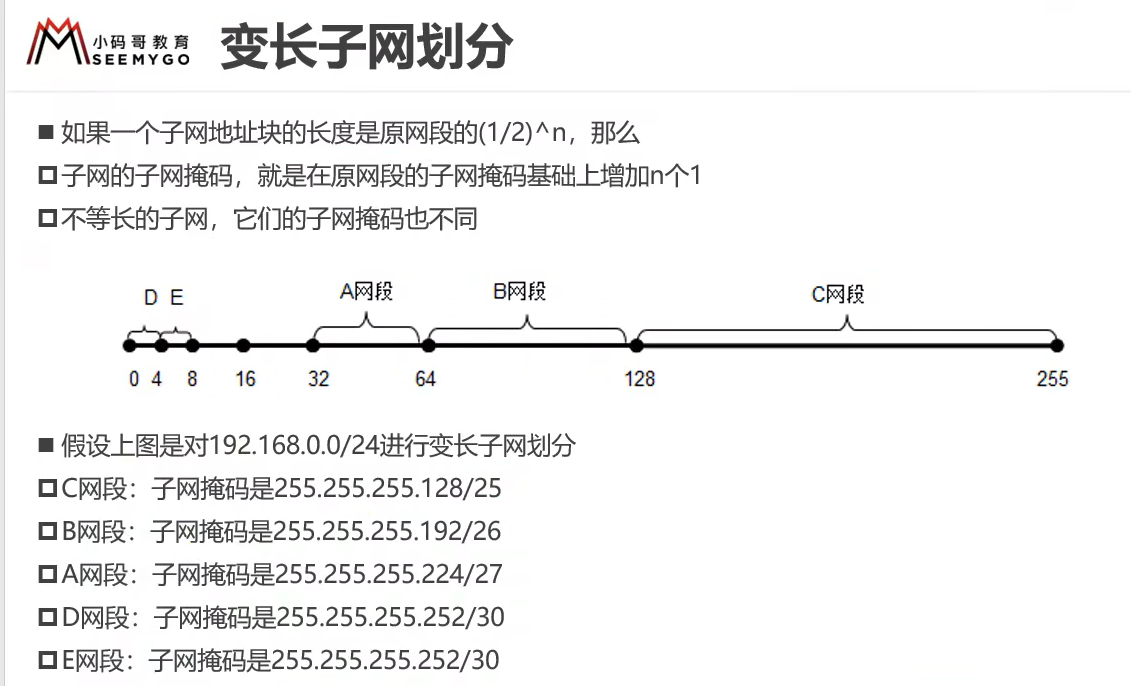 小码哥教育
SEEMYGO
变长子网划分
■ 如果一个子网地址块的长度是原网段的(1/2)^n，那么
□ 子网的子网掩码，就是在原网段的子网掩码基础上增加n个1
□ 不等长的子网，它们的子网掩码也不同
D E A网段 B网段 C网段
0 4 8 16 32 64 128 255
■ 假设上图是对192.168.0.0/24进行变长子网划分
□ C网段：子网掩码是255.255.255.128/25
□ B网段：子网掩码是255.255.255.192/26
□ A网段：子网掩码是255.255.255.224/27
□ D网段：子网掩码是255.255.255.252/30
□ E网段：子网掩码是255.255.255.252/30